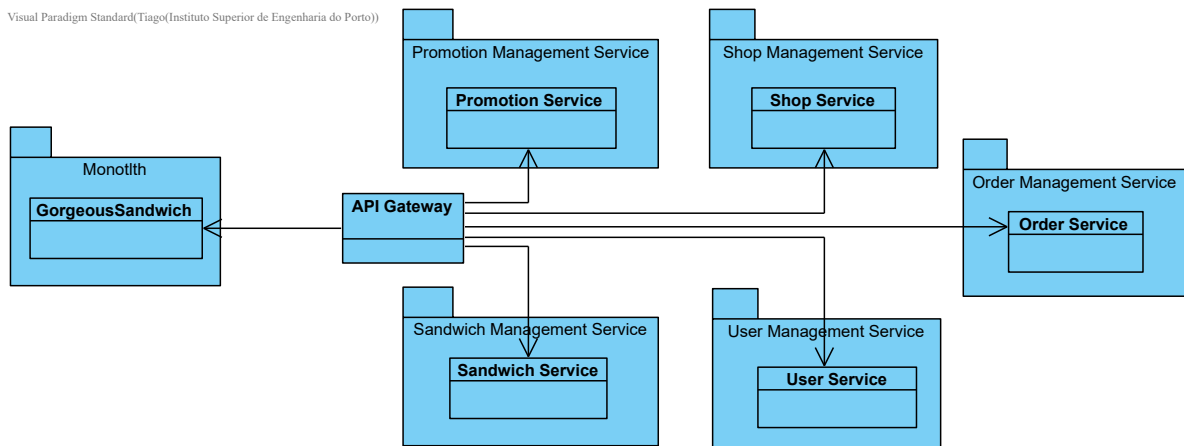 Visual Paradigm Standard(Tiago(Instituto Superior de Engenharia do Porto))
Promotion Management Service
Promotion Service
Shop Management Service
Shop Service
Monotlth
GorgeousSandwich
API Gateway
Order Management Service
Order Service
Sandwich Management Service
Sandwich Service
User Management Service
User Service